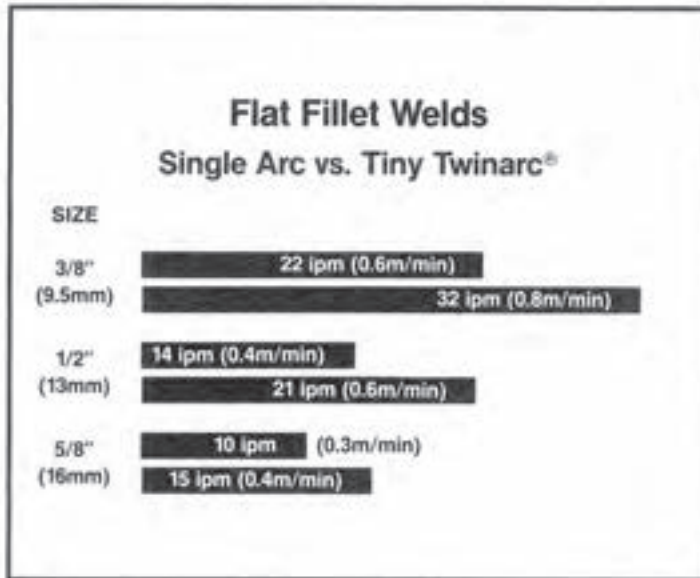 Flat Fillet Welds
Single Arc vs. Tiny Twinarc®
SIZE
3/8"
(9.5mm)
22 ipm (0.6m/min)
32 ipm (0.8m/min)
1/2"
(13mm)
14 ipm (0.4m/min)
21 ipm (0.6m/min)
5/8"
(16mm)
10 ipm (0.3m/min)
15 ipm (0.4m/min)